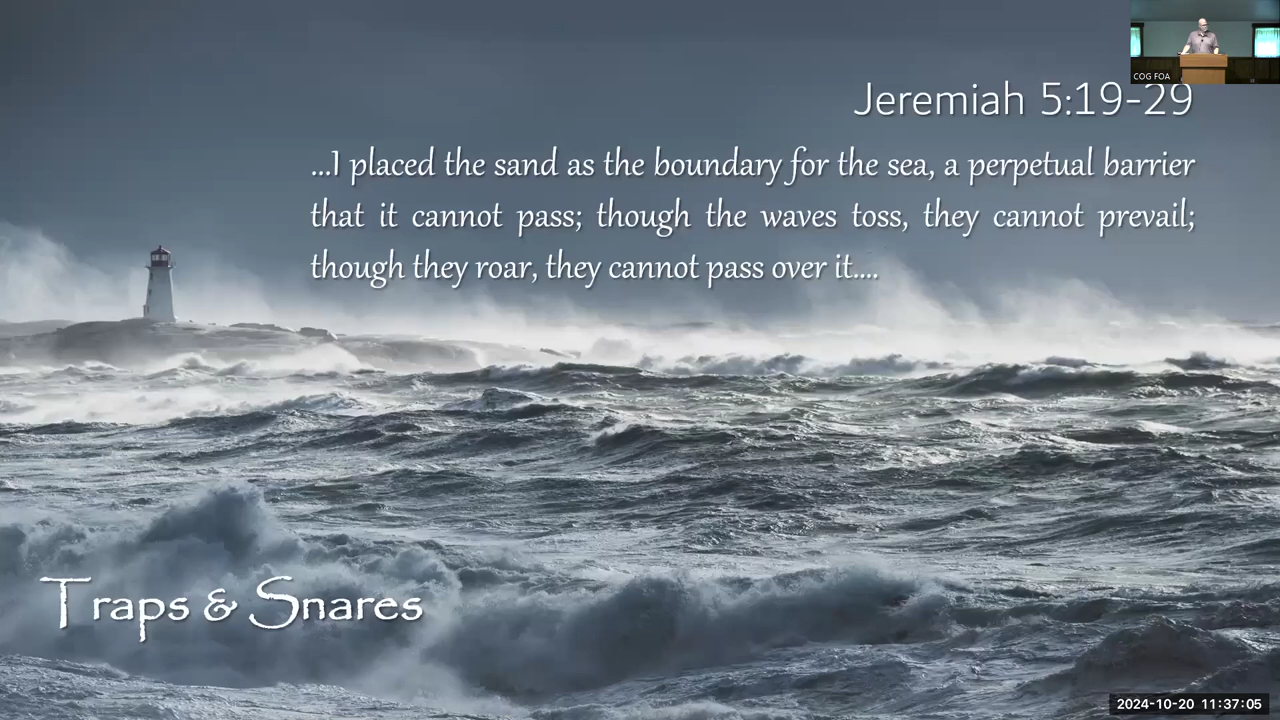 COG FOA
Jeremiah 5:19-29
...I placed the sand as the boundary for the sea, a perpetual barrier
that it cannot pass; though the waves toss, they cannot prevail;
though they roar, they cannot pass over it....
Traps & Snares
2024-10-20 11:37:05